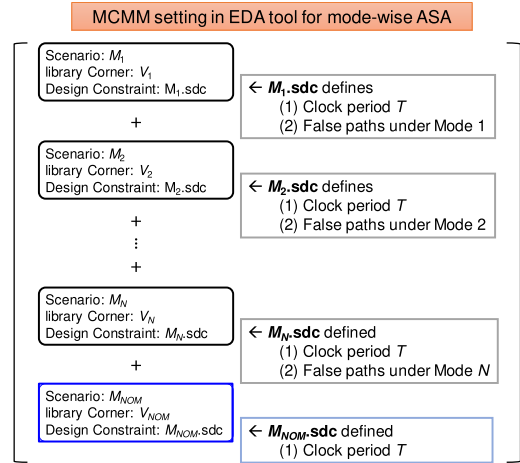 MCMM setting in EDA tool for mode-wise ASA
Scenario: M1
library Corner: V1
Design Constraint: M1.sdc
← M1.sdc defines
(1) Clock period T
(2) False paths under Mode 1
+
Scenario: M2
library Corner: V2
Design Constraint: M2.sdc
← M2.sdc defines
(1) Clock period T
(2) False paths under Mode 2
+
⋮
+
Scenario: MN
library Corner: VN
Design Constraint: MN.sdc
← MN.sdc defined
(1) Clock period T
(2) False paths under Mode N
+
Scenario: MNOM
library Corner: VNOM
Design Constraint: MNOM.sdc
← MNOM.sdc defined
(1) Clock period T